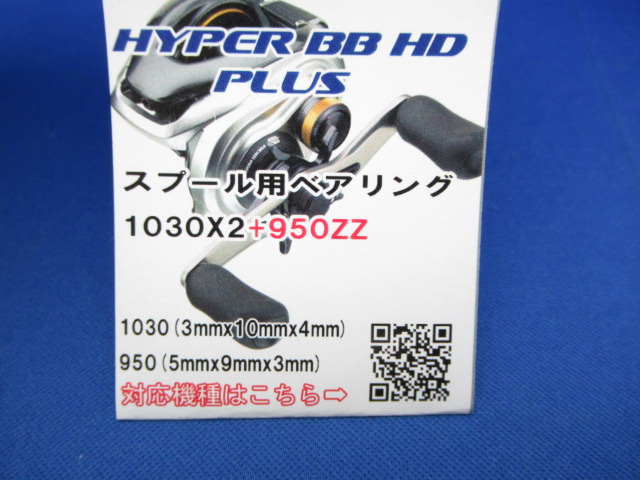 HYPER BB HD
PLUS
スプール用ベアリング
1030X2+950ZZ
1030(3mmx10mmx4mm)
950(5mmx9mmx3mm)
対応機種はこちら→